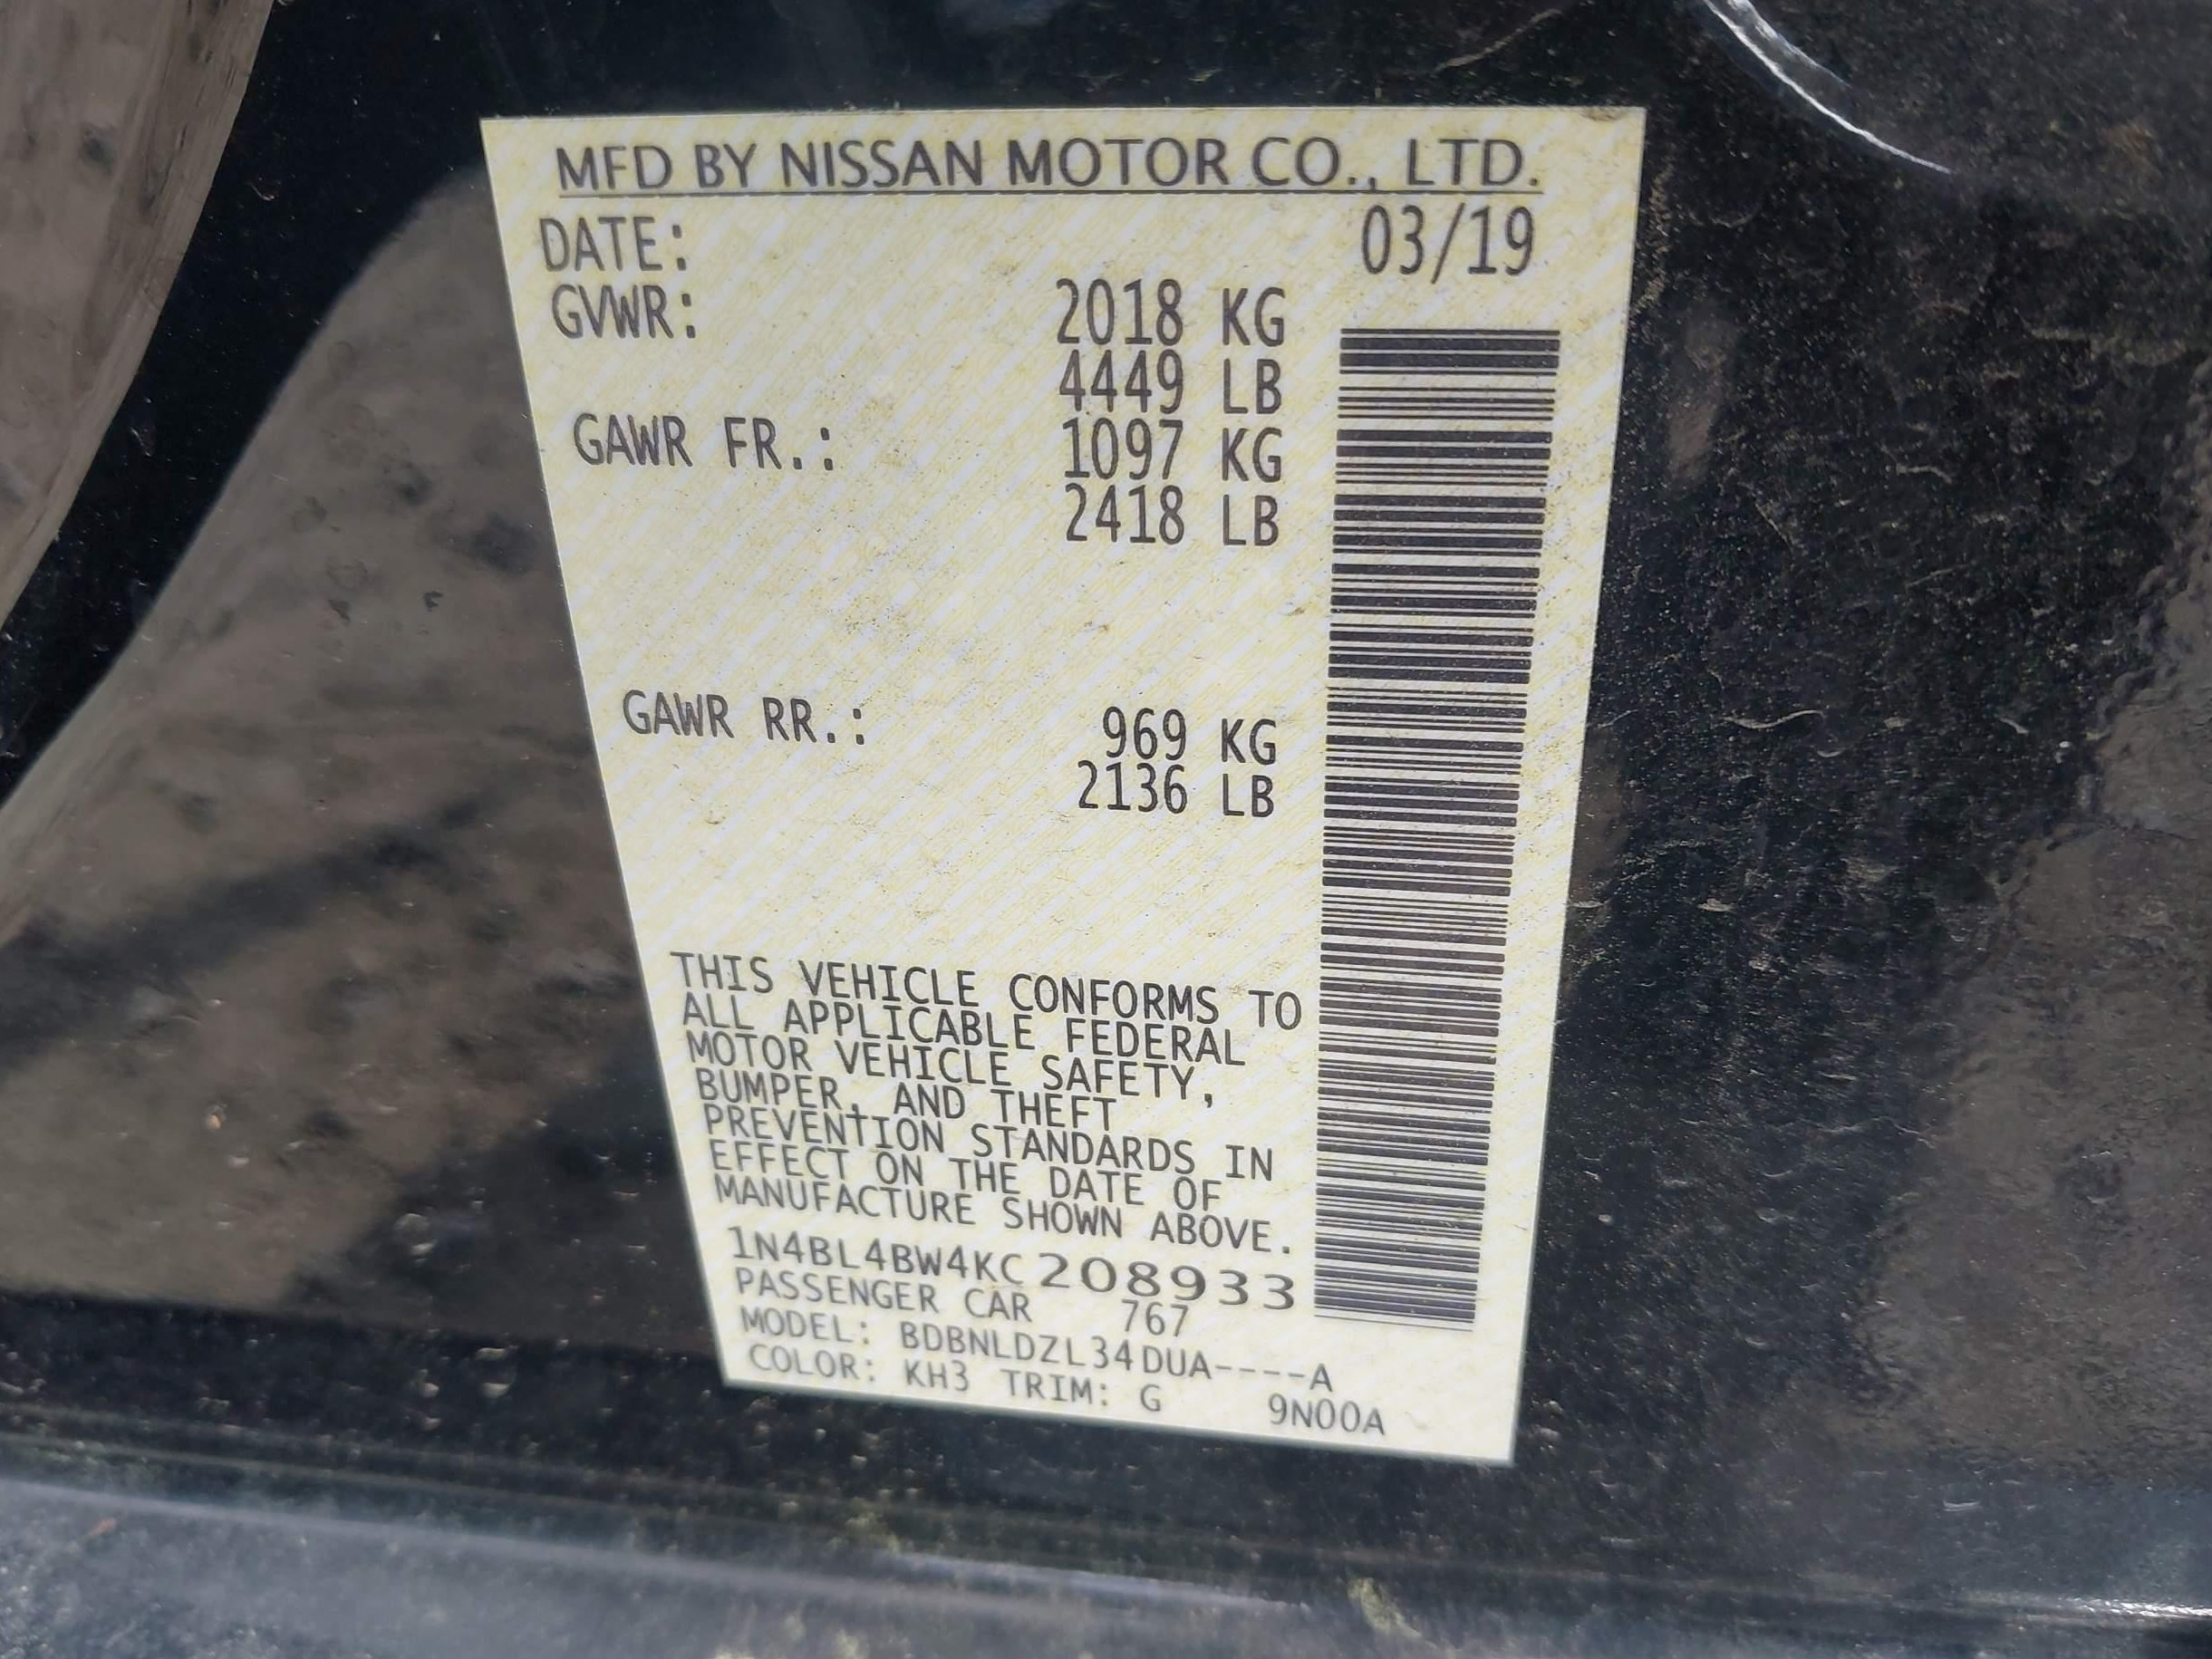 MFD BY NISSAN MOTOR CO., LTD.
DATE: 03/19
GVWR: 2018 KG
4449 LB
GAWR FR.: 1097 KG
2418 LB
GAWR RR.: 969 KG
2136 LB
THIS VEHICLE CONFORMS TO
ALL APPLICABLE FEDERAL
MOTOR VEHICLE SAFETY,
BUMPER, AND THEFT
PREVENTION STANDARDS IN
EFFECT ON THE DATE OF
MANUFACTURE SHOWN ABOVE.
1N4BL4BW4KC208933
PASSENGER CAR 767
MODEL: BDBNLDZL34DUA----A
COLOR: KH3 TRIM: G 9N00A